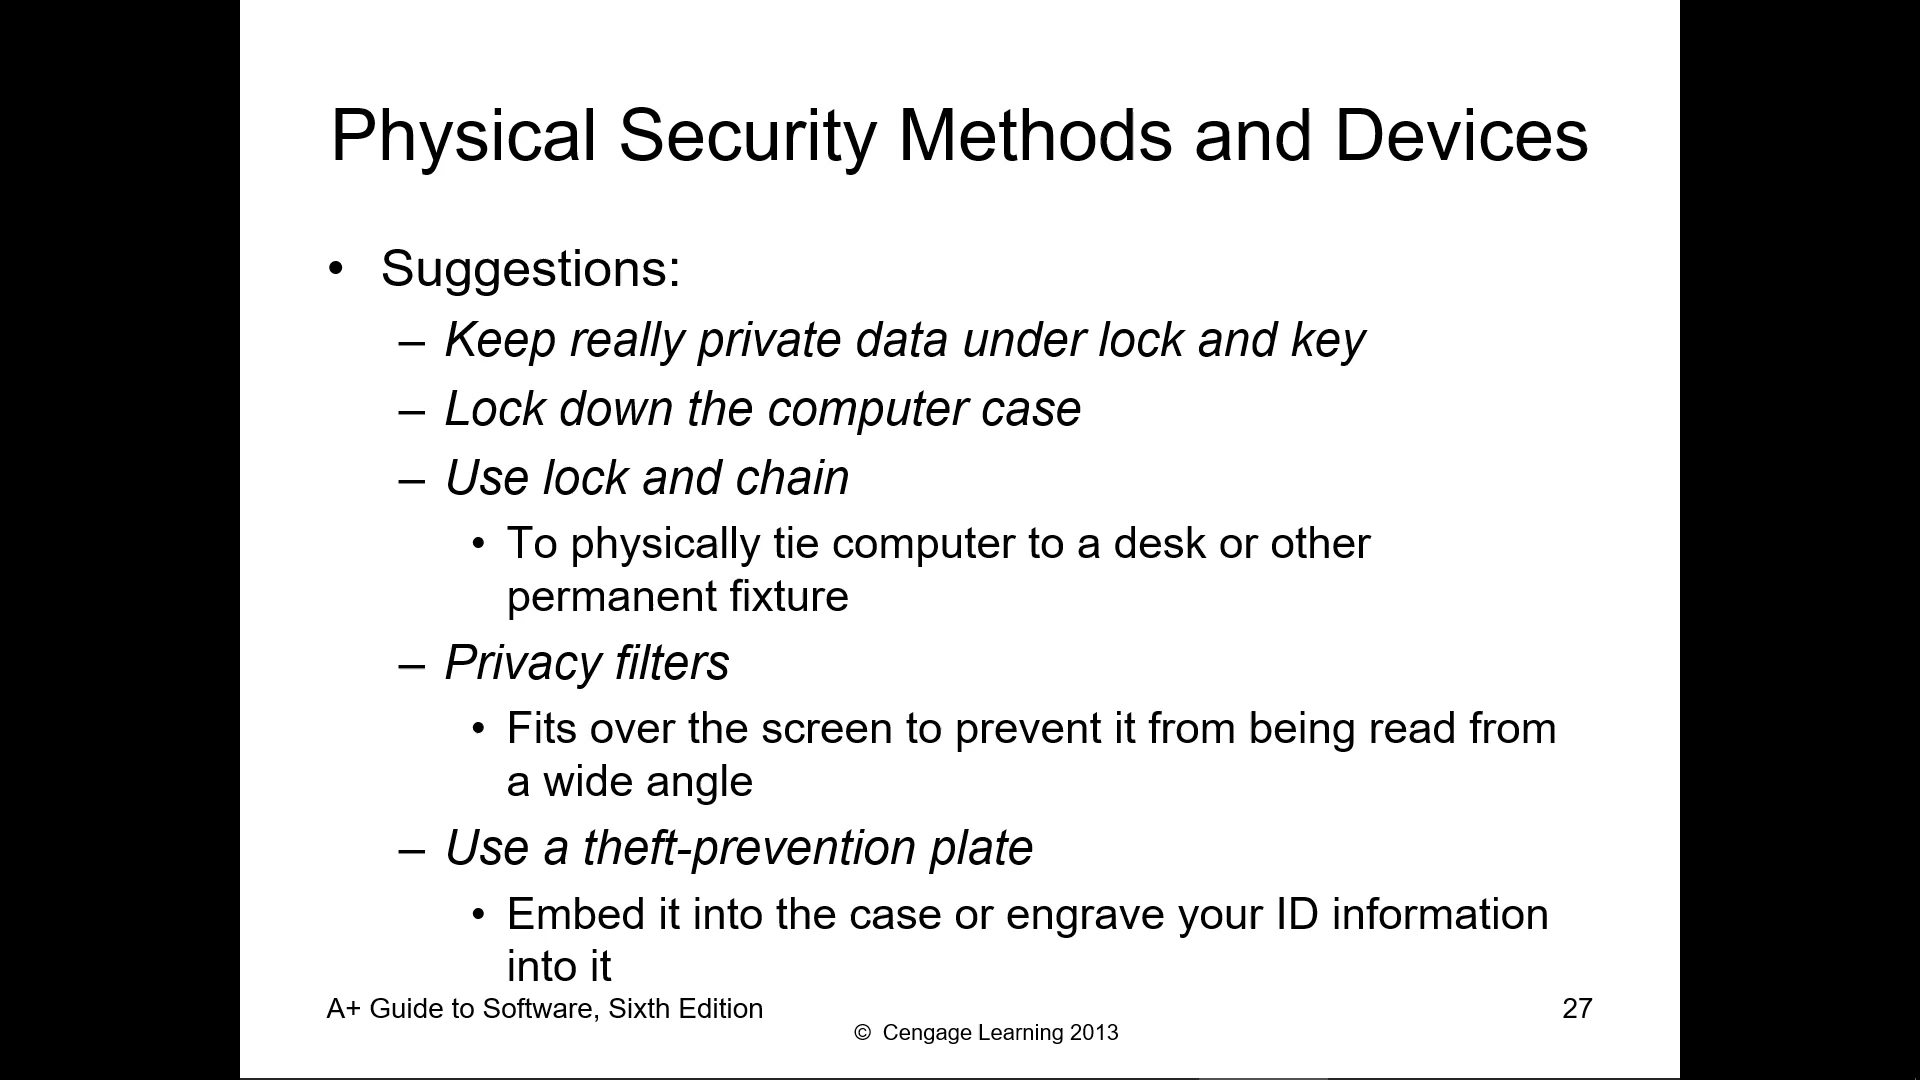 Physical Security Methods and Devices
• Suggestions:
– Keep really private data under lock and key
– Lock down the computer case
– Use lock and chain
• To physically tie computer to a desk or other
permanent fixture
– Privacy filters
• Fits over the screen to prevent it from being read from
a wide angle
– Use a theft-prevention plate
• Embed it into the case or engrave your ID information
into it
A+ Guide to Software, Sixth Edition
27
© Cengage Learning 2013